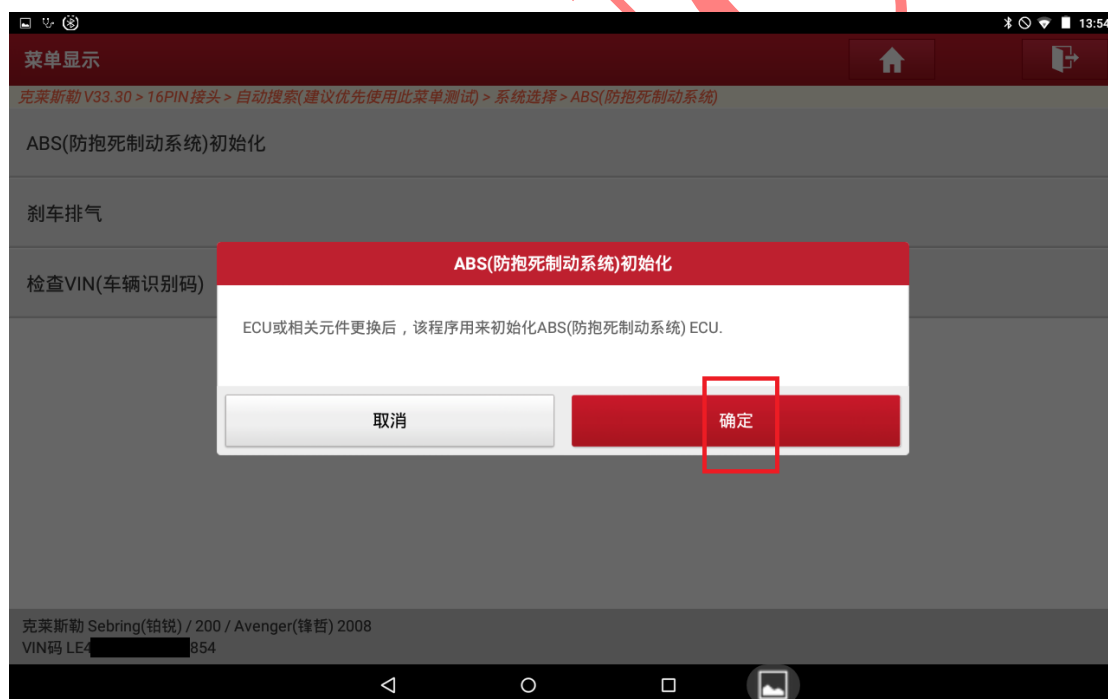 13:54
菜单显示
克莱斯勒 V33.30 > 16PIN接头 > 自动搜索(建议优先使用此菜单测试) > 系统选择 > ABS(防抱死制动系统)
ABS(防抱死制动系统)初始化
刹车排气
检查VIN(车辆识别码)
ABS(防抱死制动系统)初始化
ECU或相关元件更换后，该程序用来初始化ABS(防抱死制动系统) ECU.
取消
确定
克莱斯勒 Sebring(铂锐) / 200 / Avenger(锋哲) 2008
VIN码 LE4 854